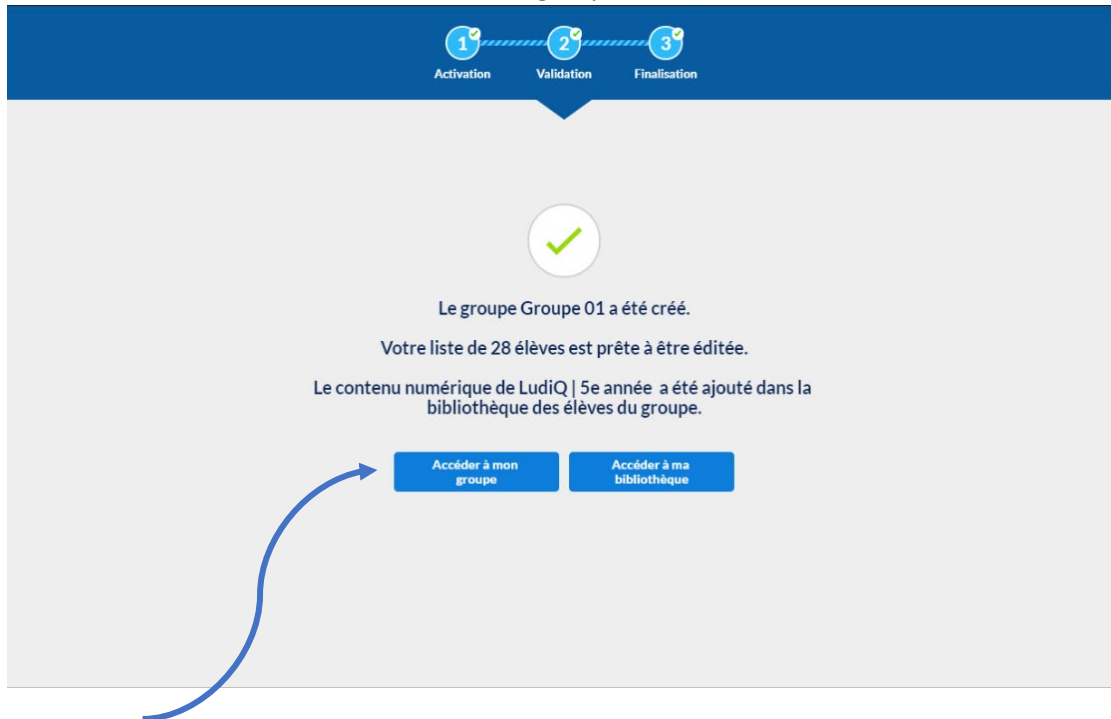 1 2 3
Activation Validation Finalisation
Le groupe Groupe 01 a été créé.
Votre liste de 28 élèves est prête à être éditée.
Le contenu numérique de LudiQ | 5e année a été ajouté dans la
bibliothèque des élèves du groupe.
Accéder à mon
groupe
Accéder à ma
bibliothèque